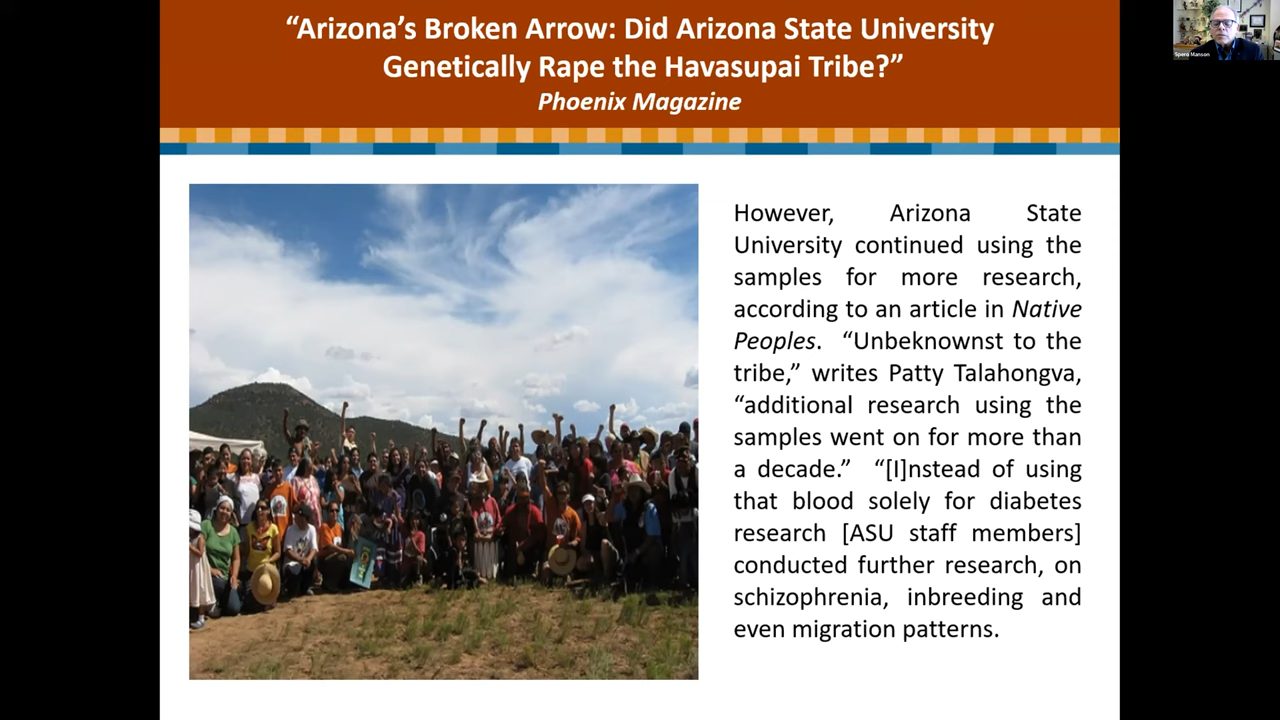 “Arizona’s Broken Arrow: Did Arizona State University
Genetically Rape the Havasupai Tribe?”
Phoenix Magazine
Spero Manson
However, Arizona State
University continued using the
samples for more research,
according to an article in Native
Peoples. “Unbeknownst to the
tribe,” writes Patty Talahongva,
“additional research using the
samples went on for more than
a decade.” “[I]nstead of using
that blood solely for diabetes
research [ASU staff members]
conducted further research, on
schizophrenia, inbreeding and
even migration patterns.